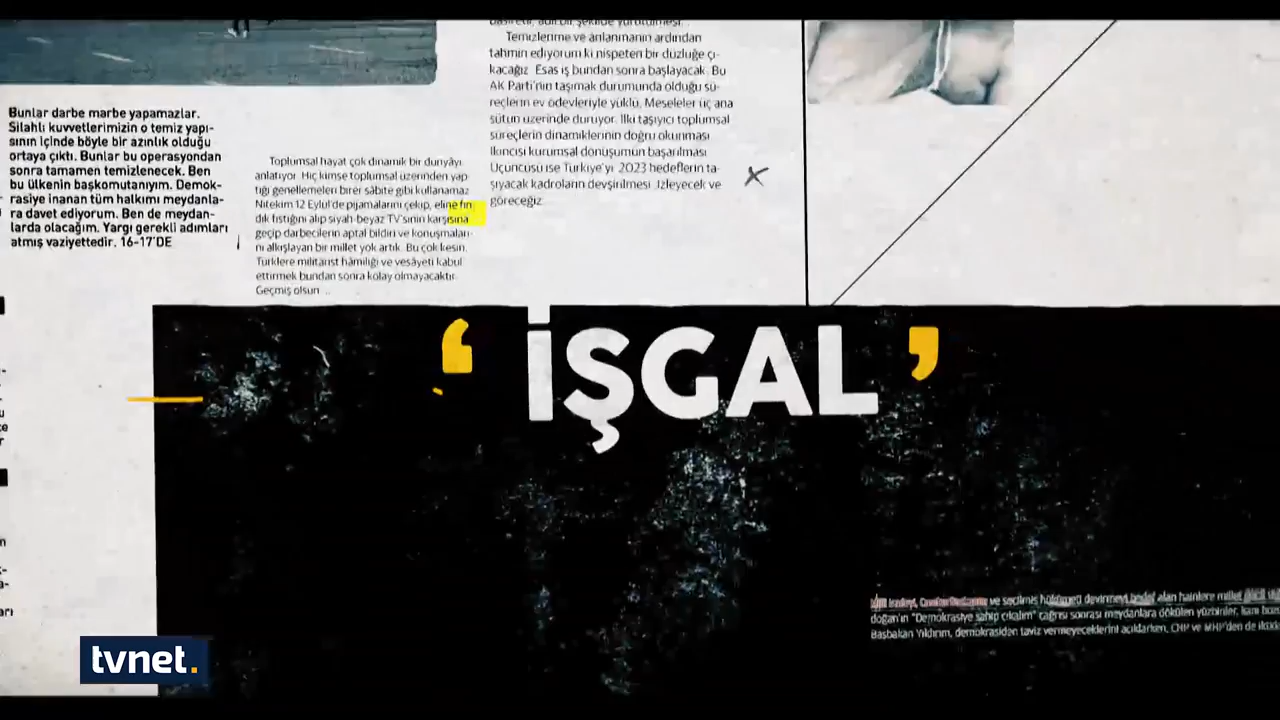 Bunlar darbe marbe yapamazlar.
Silahlı kuvvetlerimizin o temiz yapı-
sının içinde böyle bir azınlık olduğu
ortaya çıktı. Bunlar bu operasyondan
sonra tamamen temizlenecek. Ben
bu ülkenin başkomutanıyım. Demok-
rasiye inanan tüm halkımı meydanla-
ra davet ediyorum. Ben de meydan-
larda olacağım. Yargı gerekli adımları
atmış vaziyettedir. 16-17'DE
Toplumsal hayat çok dinamik bir dünyayı
anlatıyor. Hiç kimse toplumsal üzerinden yap
tığı genellemeleri birer sâbite gibi kullanamaz
Nitekim 12 Eylül'de pijamalarını çekip, eline fın
dık fıstığını alıp siyah-beyaz TV'sinin karşısına
geçip darbecilerin aptal bildiri ve konuşmaları-
nı alkışlayan bir millet yok artık. Bu çok kesin.
Türklere militarist hâmiliği ve vesâyeti kabul
ettirmek bundan sonra kolay olmayacaktır.
Geçmiş olsun ...
Temizlenme ve anlanmanın ardından
tahmin ediyorum ki nispeten bir düzlüğe çı-
kacağız. Esas iş bundan sonra başlayacak. Bu
AK Parti'nin taşımak durumunda olduğu sü-
reçlerin ev ödevleriyle yüklü. Meseleler üç ana
sütun üzerinde duruyor. İlki taşıyıcı toplumsal
süreçlerin dinamiklerinin doğru okunması
İkincisi kurumsal dönüşümün başarılması
Üçüncüsü ise Türkiye'yi 2023 hedeflerin ta-
şıyacak kadroların devşirilmesi. İzleyecek ve
göreceğiz
‘ İŞGAL ’
ve seçilmiş hükümeti devirmeyi hedef alan hainlere millet
doğan'ın "Demokrasiye sahip çıkalım" çağrısı sonrası meydanlara dökülen yüzbinler,
Başbakan Yıldırım, demokrasiden taviz vermeyeceklerini açıklarken, CHP ve MHP'den de
tvnet.